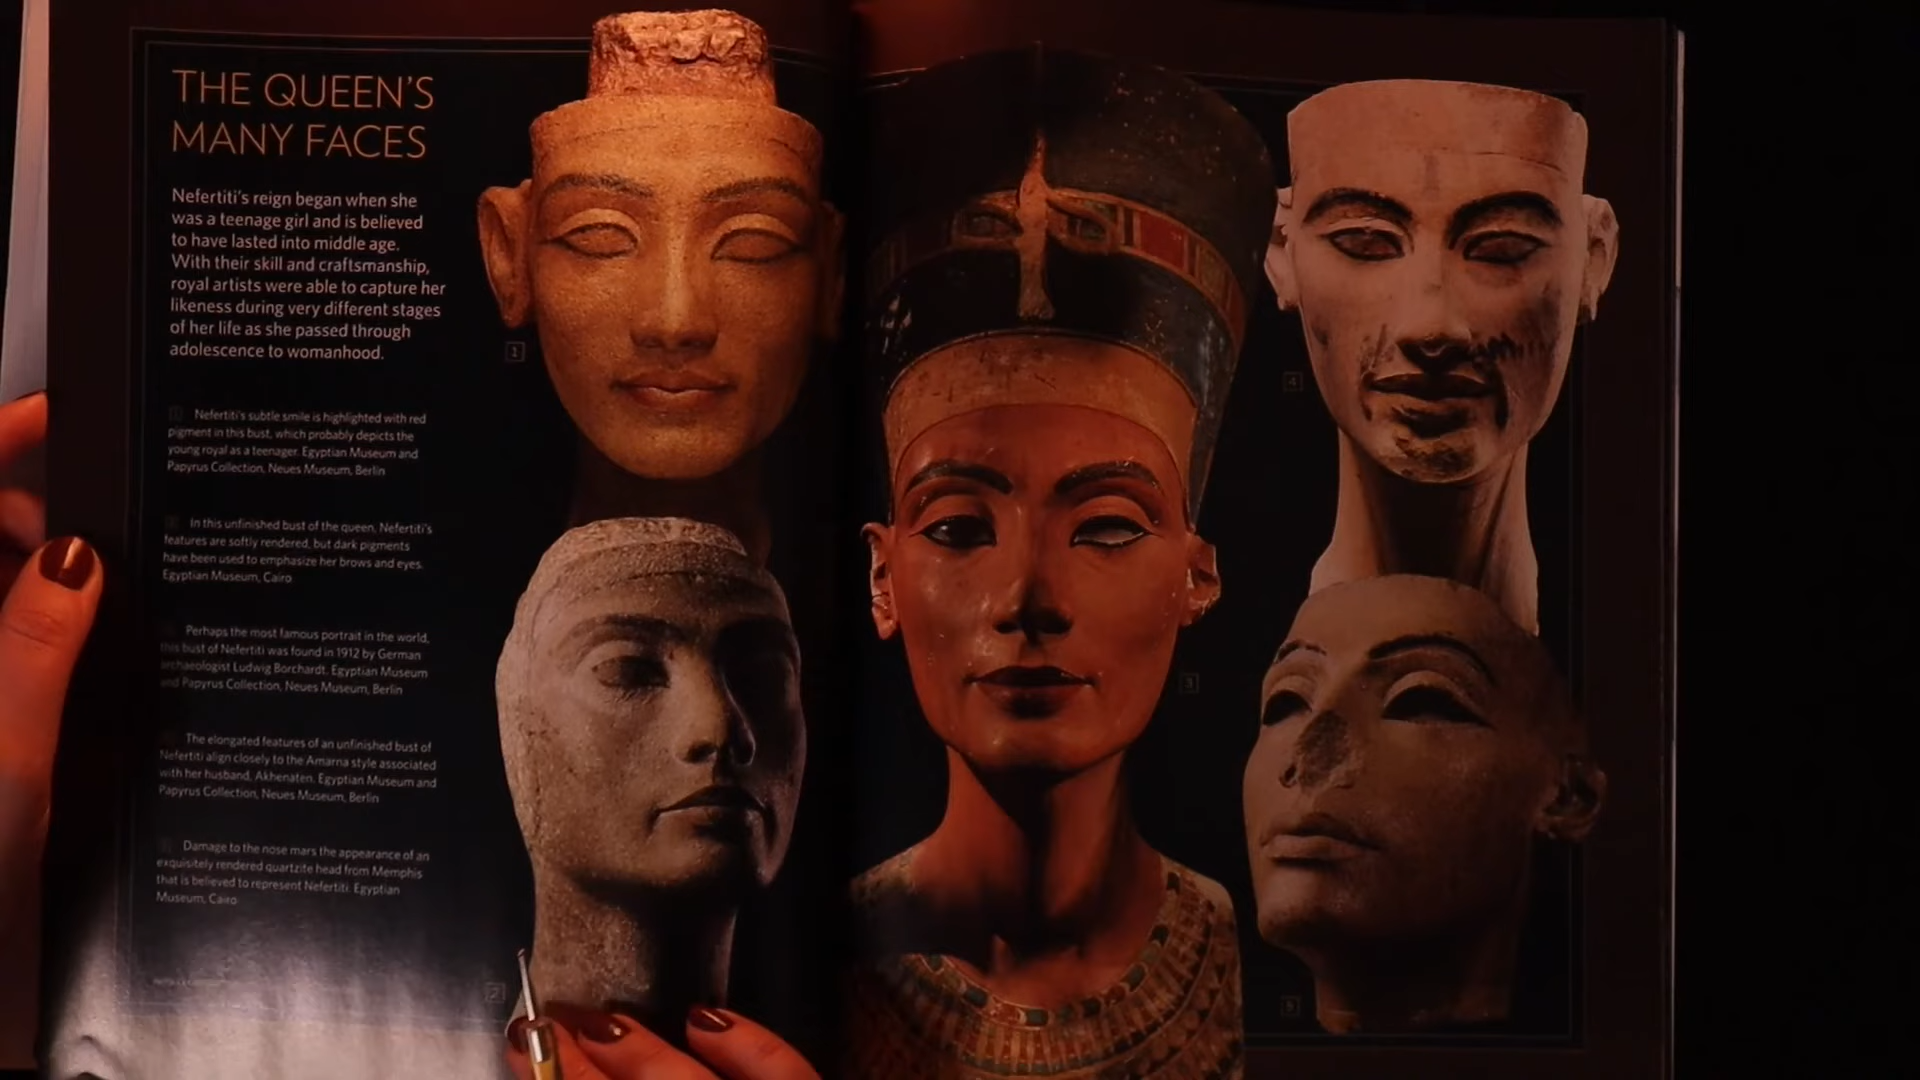 THE QUEEN'S
MANY FACES
Nefertiti's reign began when she
was a teenage girl and is believed
to have lasted into middle age.
With their skill and craftsmanship,
royal artists were able to capture her
likeness during very different stages
of her life as she passed through
adolescence to womanhood.
1 Nefertiti's subtle smile is highlighted with red
pigment in this bust, which probably depicts the
young royal as a teenager. Egyptian Museum and
Papyrus Collection, Neues Museum, Berlin
In this unfinished bust of the queen, Nefertiti's
features are softly rendered, but dark pigments
have been used to emphasize her brows and eyes.
Egyptian Museum, Cairo
Perhaps the most famous portrait in the world,
this bust of Nefertiti was found in 1912 by German
archaeologist Ludwig Borchardt. Egyptian Museum
and Papyrus Collection, Neues Museum, Berlin
The elongated features of an unfinished bust of
Nefertiti align closely to the Amarna style associated
with her husband, Akhenaten. Egyptian Museum and
Papyrus Collection, Neues Museum, Berlin
Damage to the nose mars the appearance of an
exquisitely rendered quartzite head from Memphis
that is believed to represent Nefertiti. Egyptian
Museum, Cairo
1
2
3
4
5